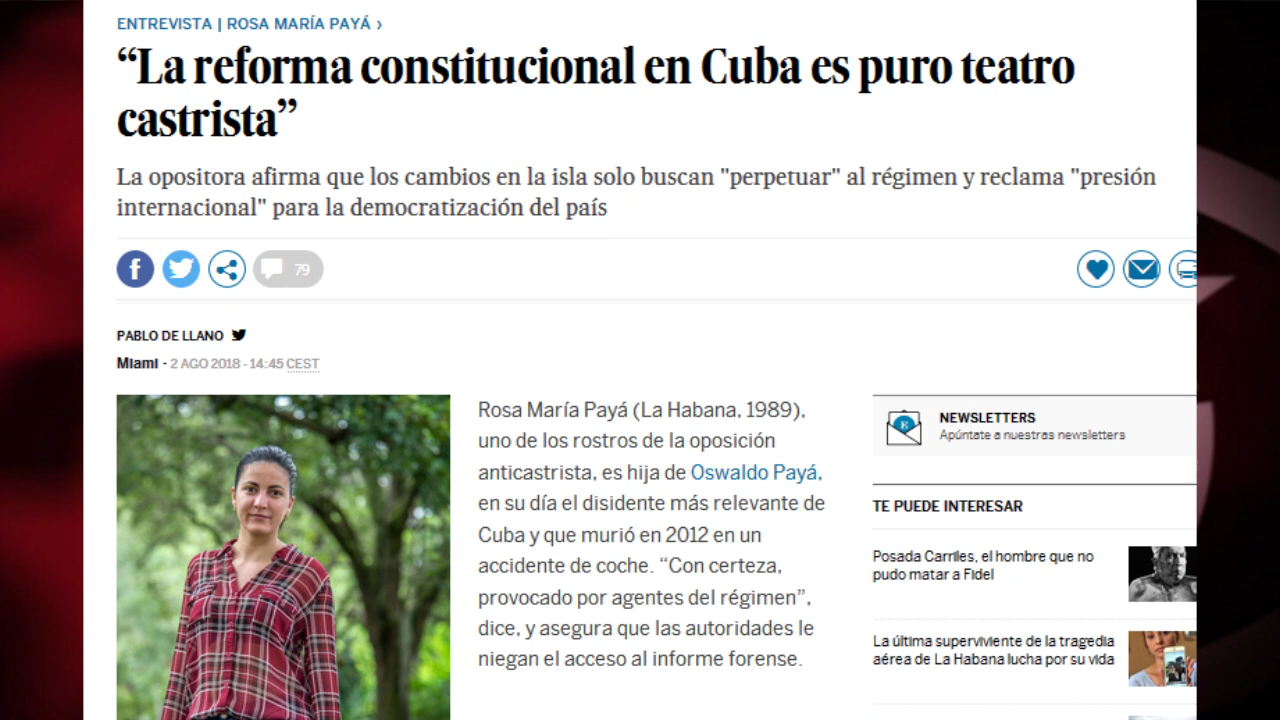 ENTREVISTA | ROSA MARÍA PAYÁ ›
“La reforma constitucional en Cuba es puro teatro
castrista”
La opositora afirma que los cambios en la isla solo buscan "perpetuar" al régimen y reclama "presión
internacional" para la democratización del país
79
PABLO DE LLANO
Miami - 2 AGO 2018 - 14:45 CEST
Rosa María Payá (La Habana, 1989),
uno de los rostros de la oposición
anticastrista, es hija de Oswaldo Payá,
en su día el disidente más relevante de
Cuba y que murió en 2012 en un
accidente de coche. “Con certeza,
provocado por agentes del régimen”,
dice, y asegura que las autoridades le
niegan el acceso al informe forense.
E
NEWSLETTERS
Apúntate a nuestras newsletters
TE PUEDE INTERESAR
Posada Carriles, el hombre que no
pudo matar a Fidel
La última superviviente de la tragedia
aérea de La Habana lucha por su vida